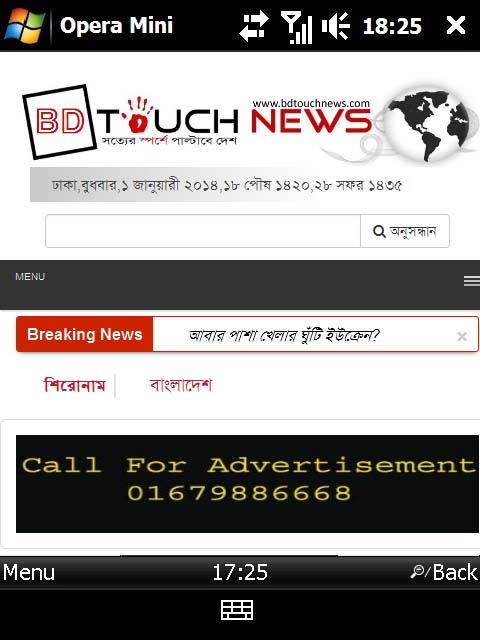 Opera Mini 18:25
www.bdtouchnews.com
BD TOUCH NEWS
সত্যের স্পর্শে পাল্টাবে দেশ
ঢাকা,বুধবার,১ জানুয়ারী ২০১৪,১৮ পৌষ ১৪২০,২৮ সফর ১৪৩৫
অনুসন্ধান
MENU
Breaking News আবার পাশা খেলার ঘুঁটি ইউক্রেন? ×
শিরোনাম বাংলাদেশ
Call For Advertisement
01679886668
Menu 17:25 /Back